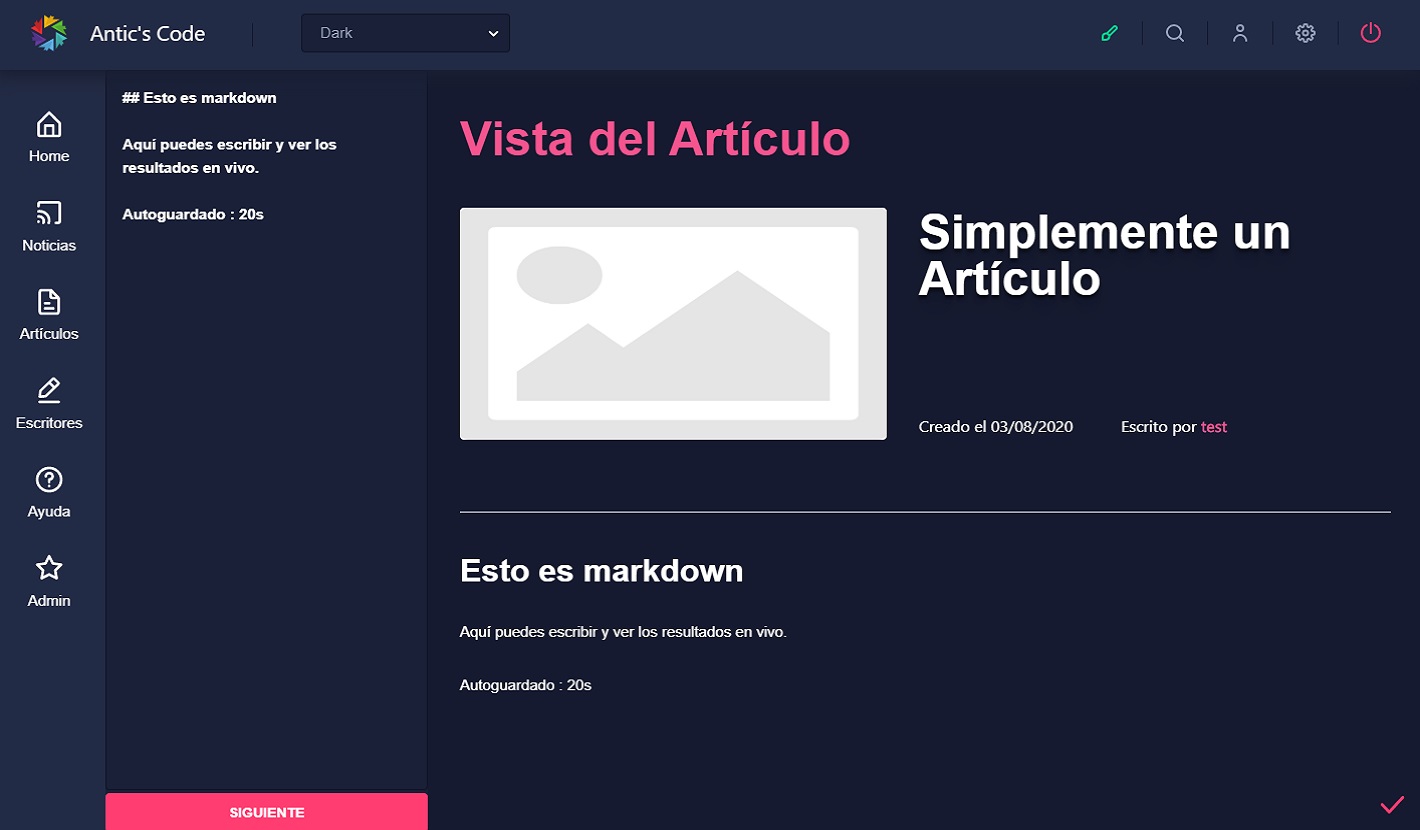 Antic's Code
Dark
Home
Noticias
Artículos
Escritores
Ayuda
Admin
## Esto es markdown
Aquí puedes escribir y ver los
resultados en vivo.
Autoguardado : 20s
SIGUIENTE
Vista del Artículo
Simplemente un
Artículo
Creado el 03/08/2020
Escrito por test
Esto es markdown
Aquí puedes escribir y ver los resultados en vivo.
Autoguardado : 20s